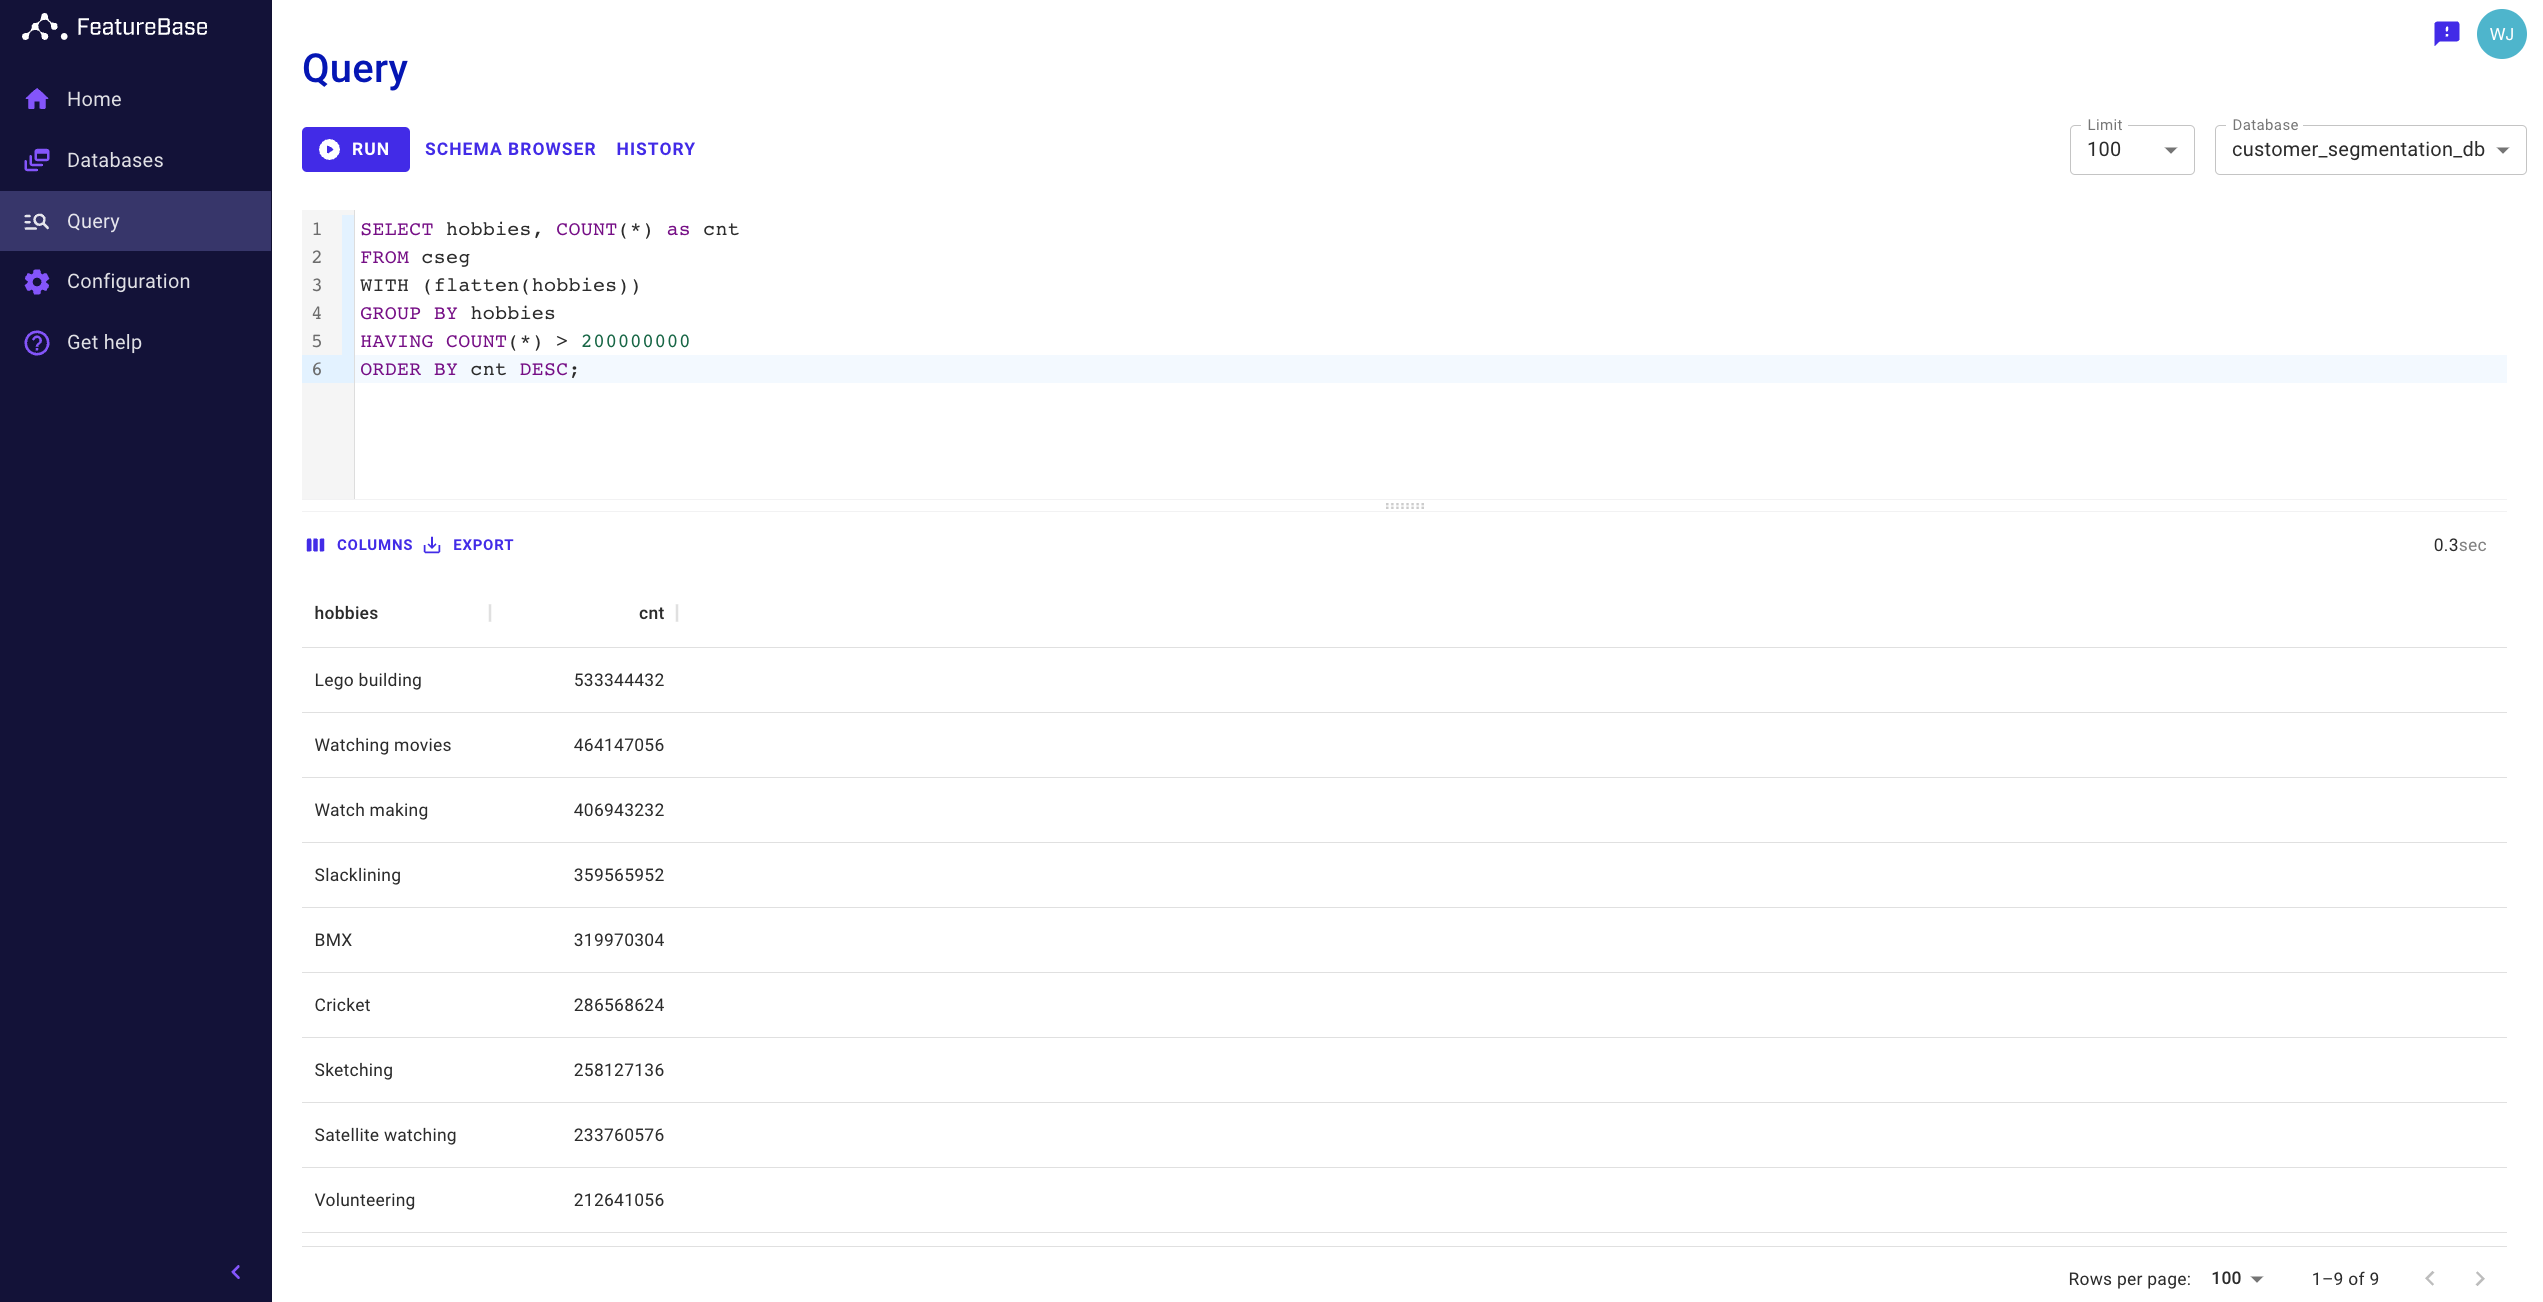 FeatureBase
Home
Databases
Query
Configuration
Get help
WJ
Query
RUN SCHEMA BROWSER HISTORY
Limit
100
Database
customer_segmentation_db
1 SELECT hobbies, COUNT(*) as cnt
2 FROM cseg
3 WITH (flatten(hobbies))
4 GROUP BY hobbies
5 HAVING COUNT(*) > 200000000
6 ORDER BY cnt DESC;
COLUMNS EXPORT 0.3sec
hobbies cnt
Lego building 533344432
Watching movies 464147056
Watch making 406943232
Slacklining 359565952
BMX 319970304
Cricket 286568624
Sketching 258127136
Satellite watching 233760576
Volunteering 212641056
Rows per page: 100 1–9 of 9